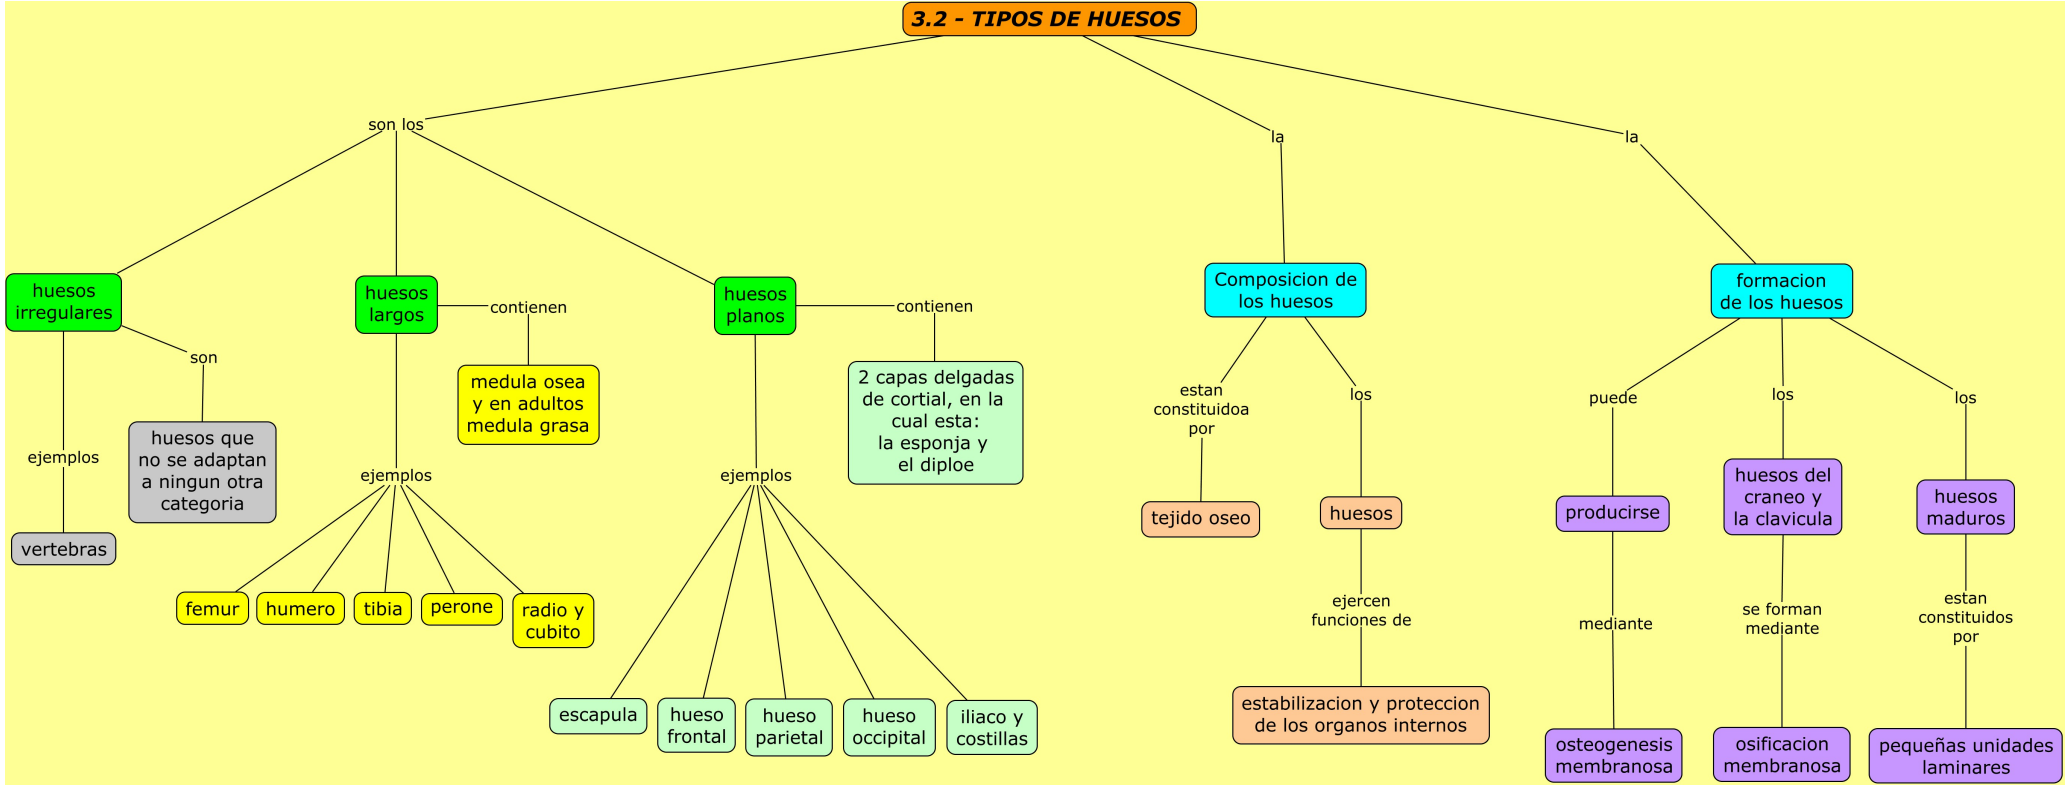 3.2 - TIPOS DE HUESOS
son los
la
la
huesos
irregulares
huesos
largos
contienen
huesos
planos
contienen
Composicion de
los huesos
formacion
de los huesos
son
ejemplos
huesos que
no se adaptan
a ningun otra
categoria
vertebras
medula osea
y en adultos
medula grasa
ejemplos
femur
humero
tibia
perone
radio y
cubito
2 capas delgadas
de cortial, en la
cual esta:
la esponja y
el diploe
ejemplos
escapula
hueso
frontal
hueso
parietal
hueso
occipital
iliaco y
costillas
estan
constituidoa
por
tejido oseo
los
huesos
ejercen
funciones de
estabilizacion y proteccion
de los organos internos
puede
producirse
mediante
osteogenesis
membranosa
los
huesos del
craneo y
la clavicula
se forman
mediante
osificacion
membranosa
los
huesos
maduros
estan
constituidos
por
pequeñas unidades
laminares